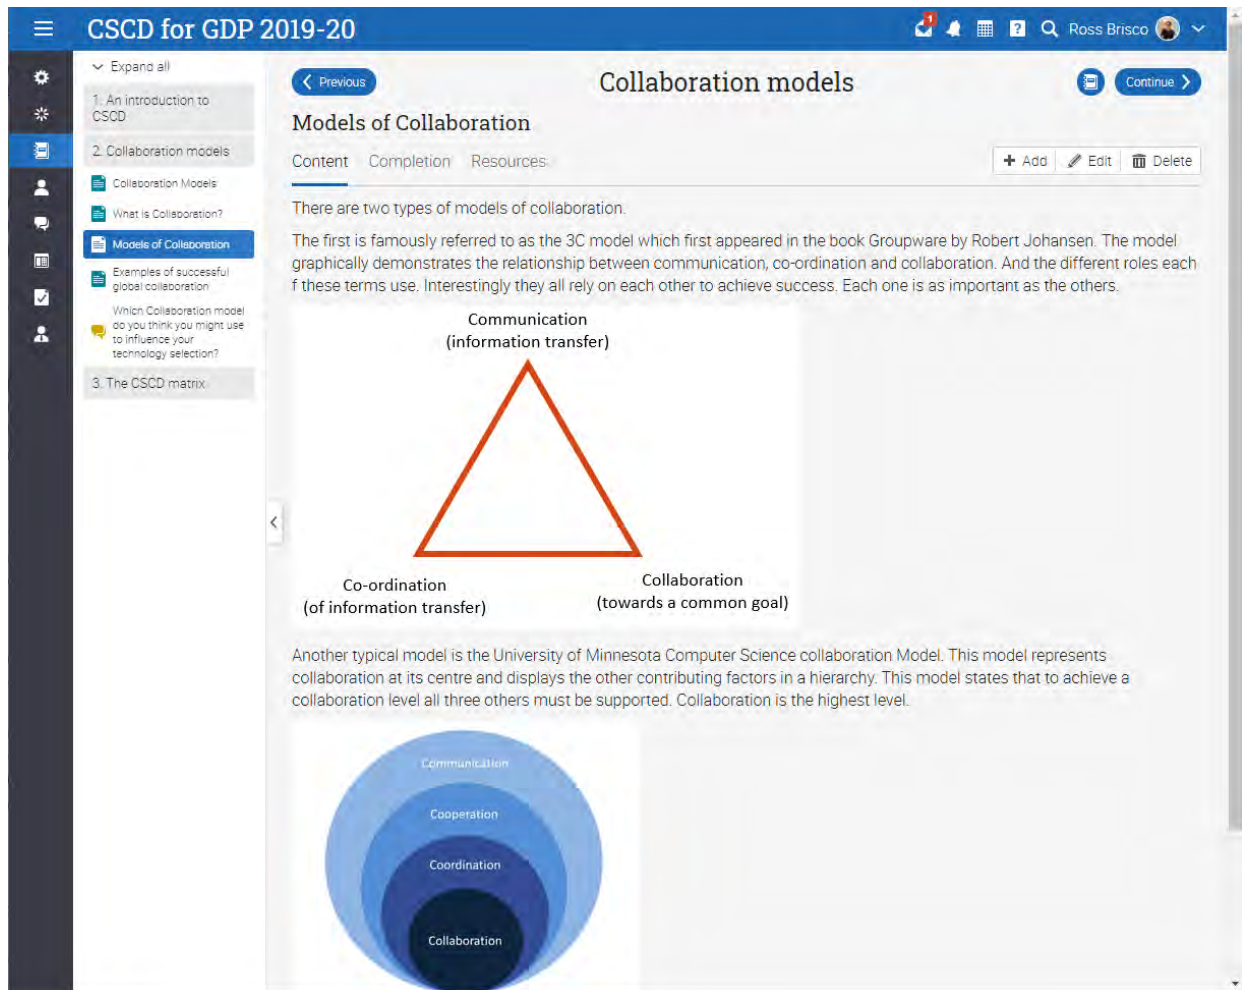 CSCD for GDP 2019-20
1
Ross Brisco
Expand all
1. An introduction to
CSCD
2. Collaboration models
Collaboration Models
What is Collaboration?
Models of Collaboration
Examples of successful
global collaboration
Which Collaboration model
do you think you might use
to influence your
technology selection?
3. The CSCD matrix
Previous
Collaboration models
Continue
Models of Collaboration
Content Completion Resources
Add Edit Delete
There are two types of models of collaboration.
The first is famously referred to as the 3C model which first appeared in the book Groupware by Robert Johansen. The model
graphically demonstrates the relationship between communication, co-ordination and collaboration. And the different roles each
f these terms use. Interestingly they all rely on each other to achieve success. Each one is as important as the others.
Communication
(information transfer)
Co-ordination
(of information transfer)
Collaboration
(towards a common goal)
Another typical model is the University of Minnesota Computer Science collaboration Model. This model represents
collaboration at its centre and displays the other contributing factors in a hierarchy. This model states that to achieve a
collaboration level all three others must be supported. Collaboration is the highest level.
Communication
Cooperation
Coordination
Collaboration